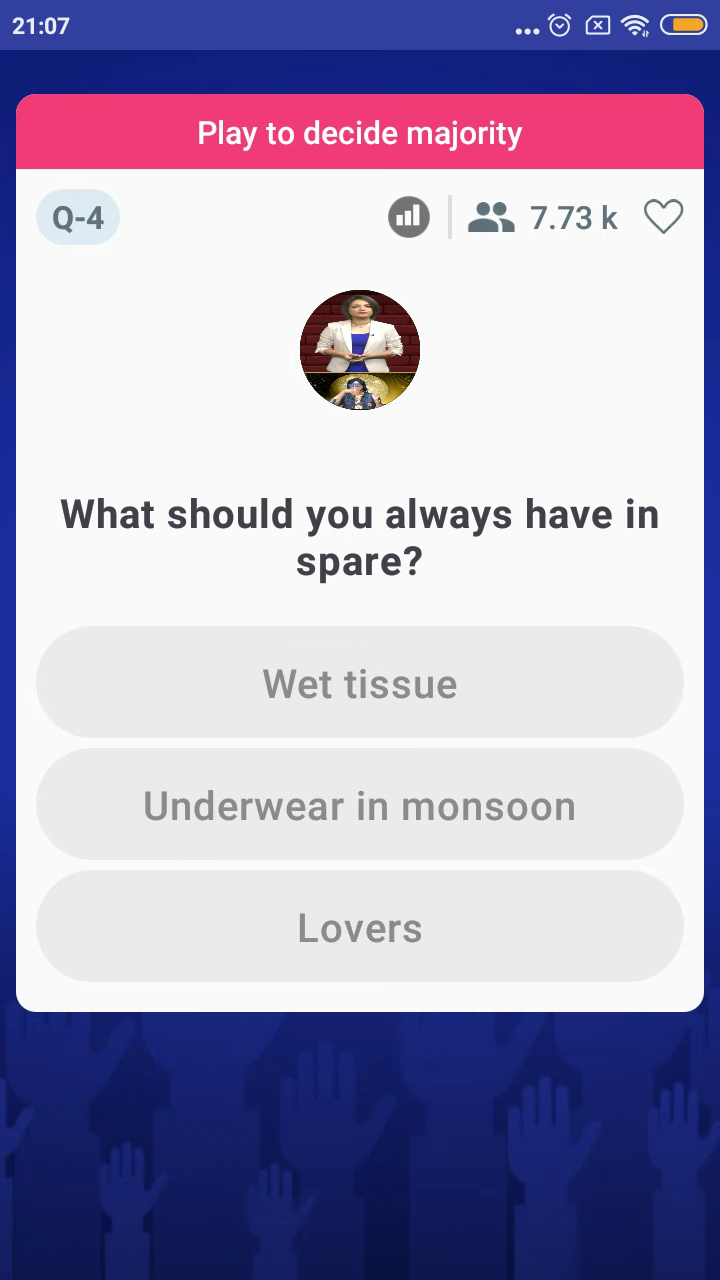 21:07
Play to decide majority
Q-4
7.73 k
What should you always have in
spare?
Wet tissue
Underwear in monsoon
Lovers